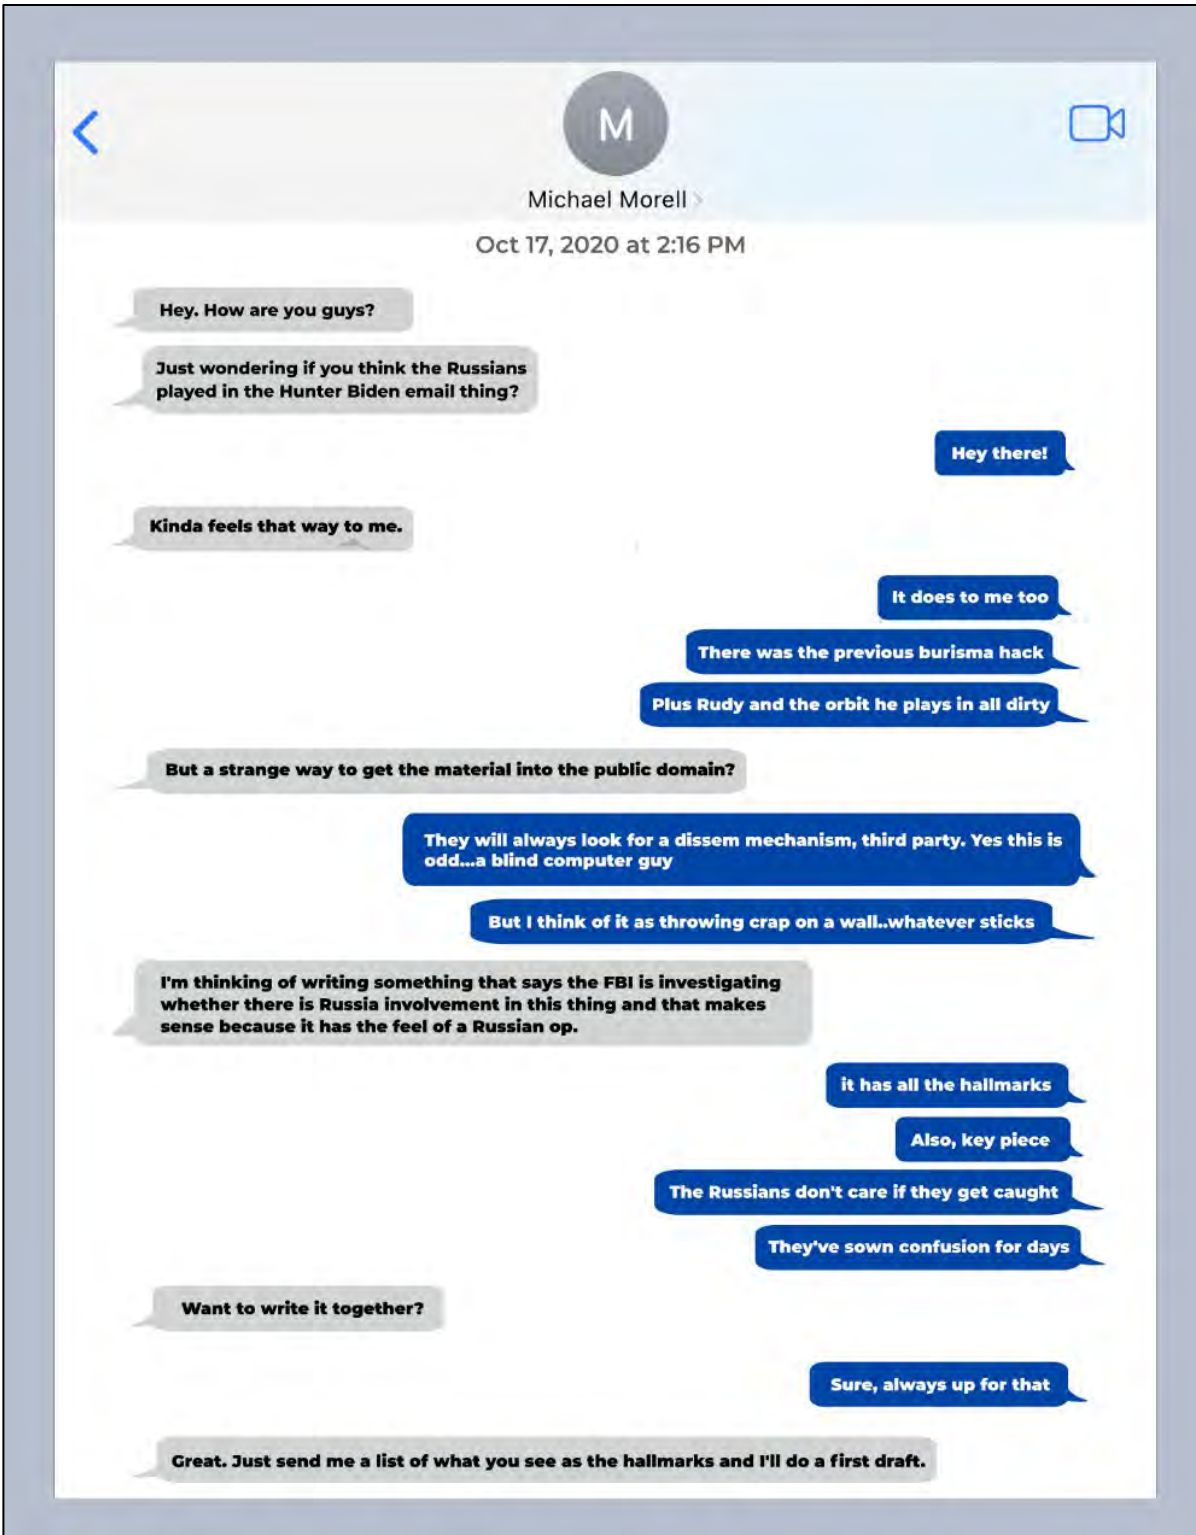 M
Michael Morell
Oct 17, 2020 at 2:16 PM
Hey. How are you guys?
Just wondering if you think the Russians
played in the Hunter Biden email thing?
Hey there!
Kinda feels that way to me.
It does to me too
There was the previous burisma hack
Plus Rudy and the orbit he plays in all dirty
But a strange way to get the material into the public domain?
They will always look for a dissem mechanism, third party. Yes this is
odd...a blind computer guy
But I think of it as throwing crap on a wall..whatever sticks
I'm thinking of writing something that says the FBI is investigating
whether there is Russia involvement in this thing and that makes
sense because it has the feel of a Russian op.
it has all the hallmarks
Also, key piece
The Russians don't care if they get caught
They've sown confusion for days
Want to write it together?
Sure, always up for that
Great. Just send me a list of what you see as the hallmarks and I'll do a first draft.